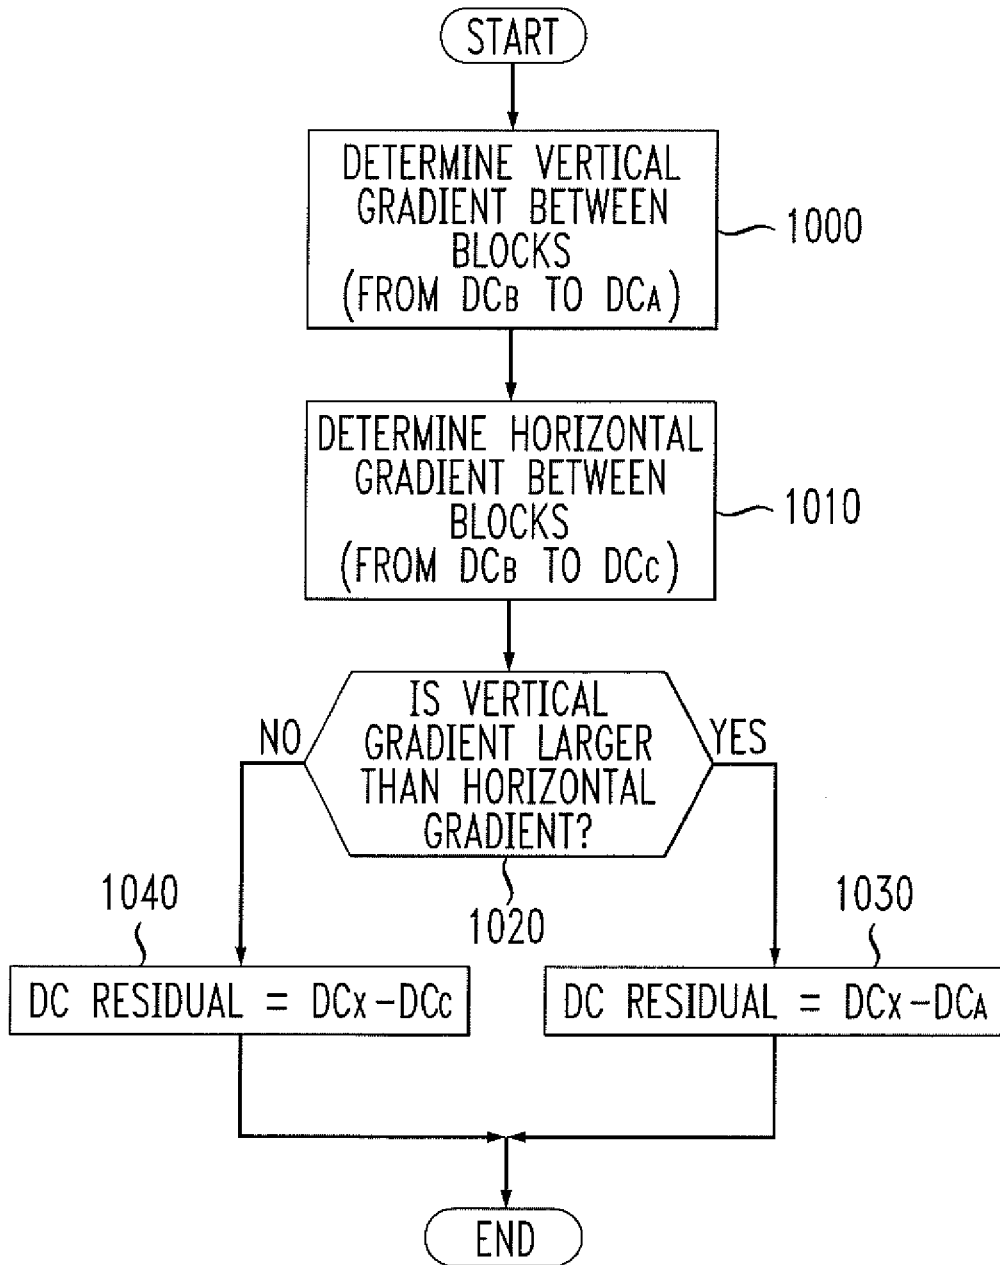 START
DETERMINE VERTICAL
GRADIENT BETWEEN
BLOCKS
(FROM DCB TO DCA)
1000
DETERMINE HORIZONTAL
GRADIENT BETWEEN
BLOCKS
(FROM DCB TO DCC)
1010
IS VERTICAL
GRADIENT LARGER
THAN HORIZONTAL
GRADIENT?
NO
YES
1020
1040
DC RESIDUAL = DCX-DCC
1030
DC RESIDUAL = DCX-DCA
END